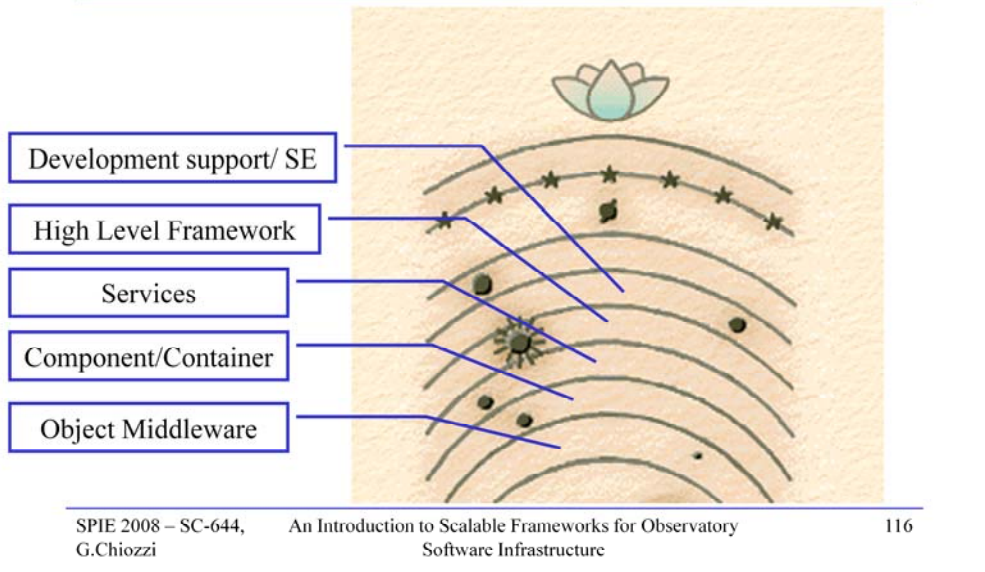 Development support/ SE
High Level Framework
Services
Component/Container
Object Middleware
SPIE 2008 – SC-644,
G.Chiozzi
An Introduction to Scalable Frameworks for Observatory
Software Infrastructure
116